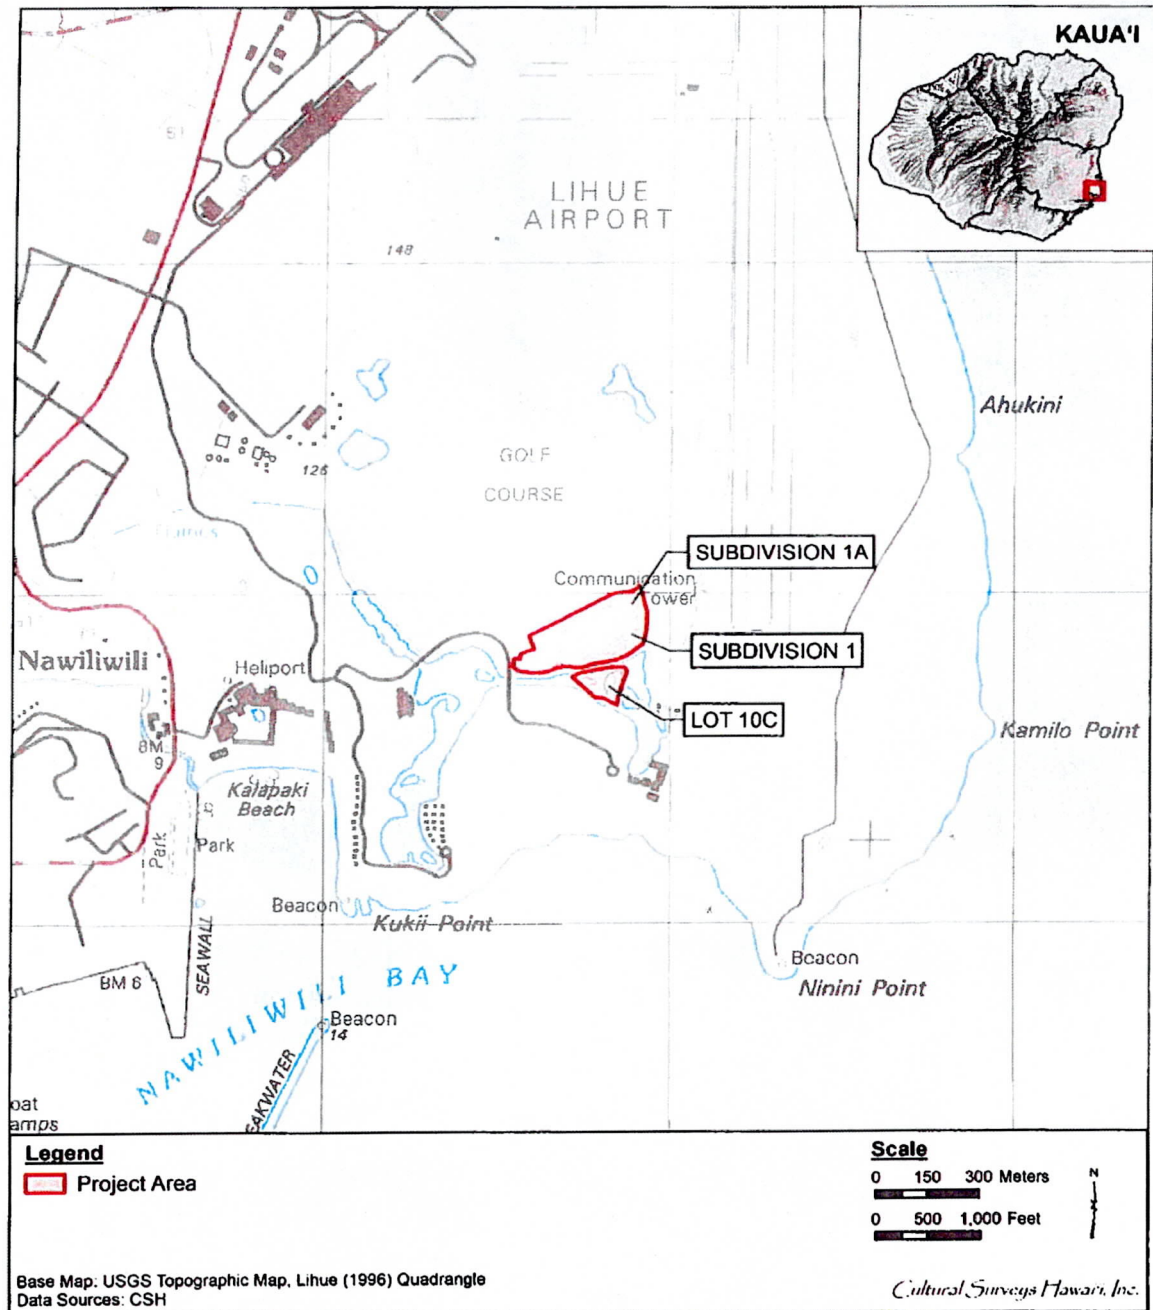 KAUA'I
LIHUE
AIRPORT
148
Ahukini
GOLF
COURSE
126
SUBDIVISION 1A
Communication
ower
SUBDIVISION 1
LOT 10C
Nawiliwili
Heliport
BM
9
Kalapaki
Beach
Park
Park
Kamilo Point
SEAWALL
Beacon
Kukii Point
BM 6
NAWILIWILI BAY
Beacon
14
Beacon
Ninini Point
EAKWATER
oat
amps
Legend
Project Area
Scale
0 150 300 Meters
0 500 1,000 Feet
N
Base Map: USGS Topographic Map, Lihue (1996) Quadrangle
Data Sources: CSH
Cultural Surveys Hawai'i, Inc.